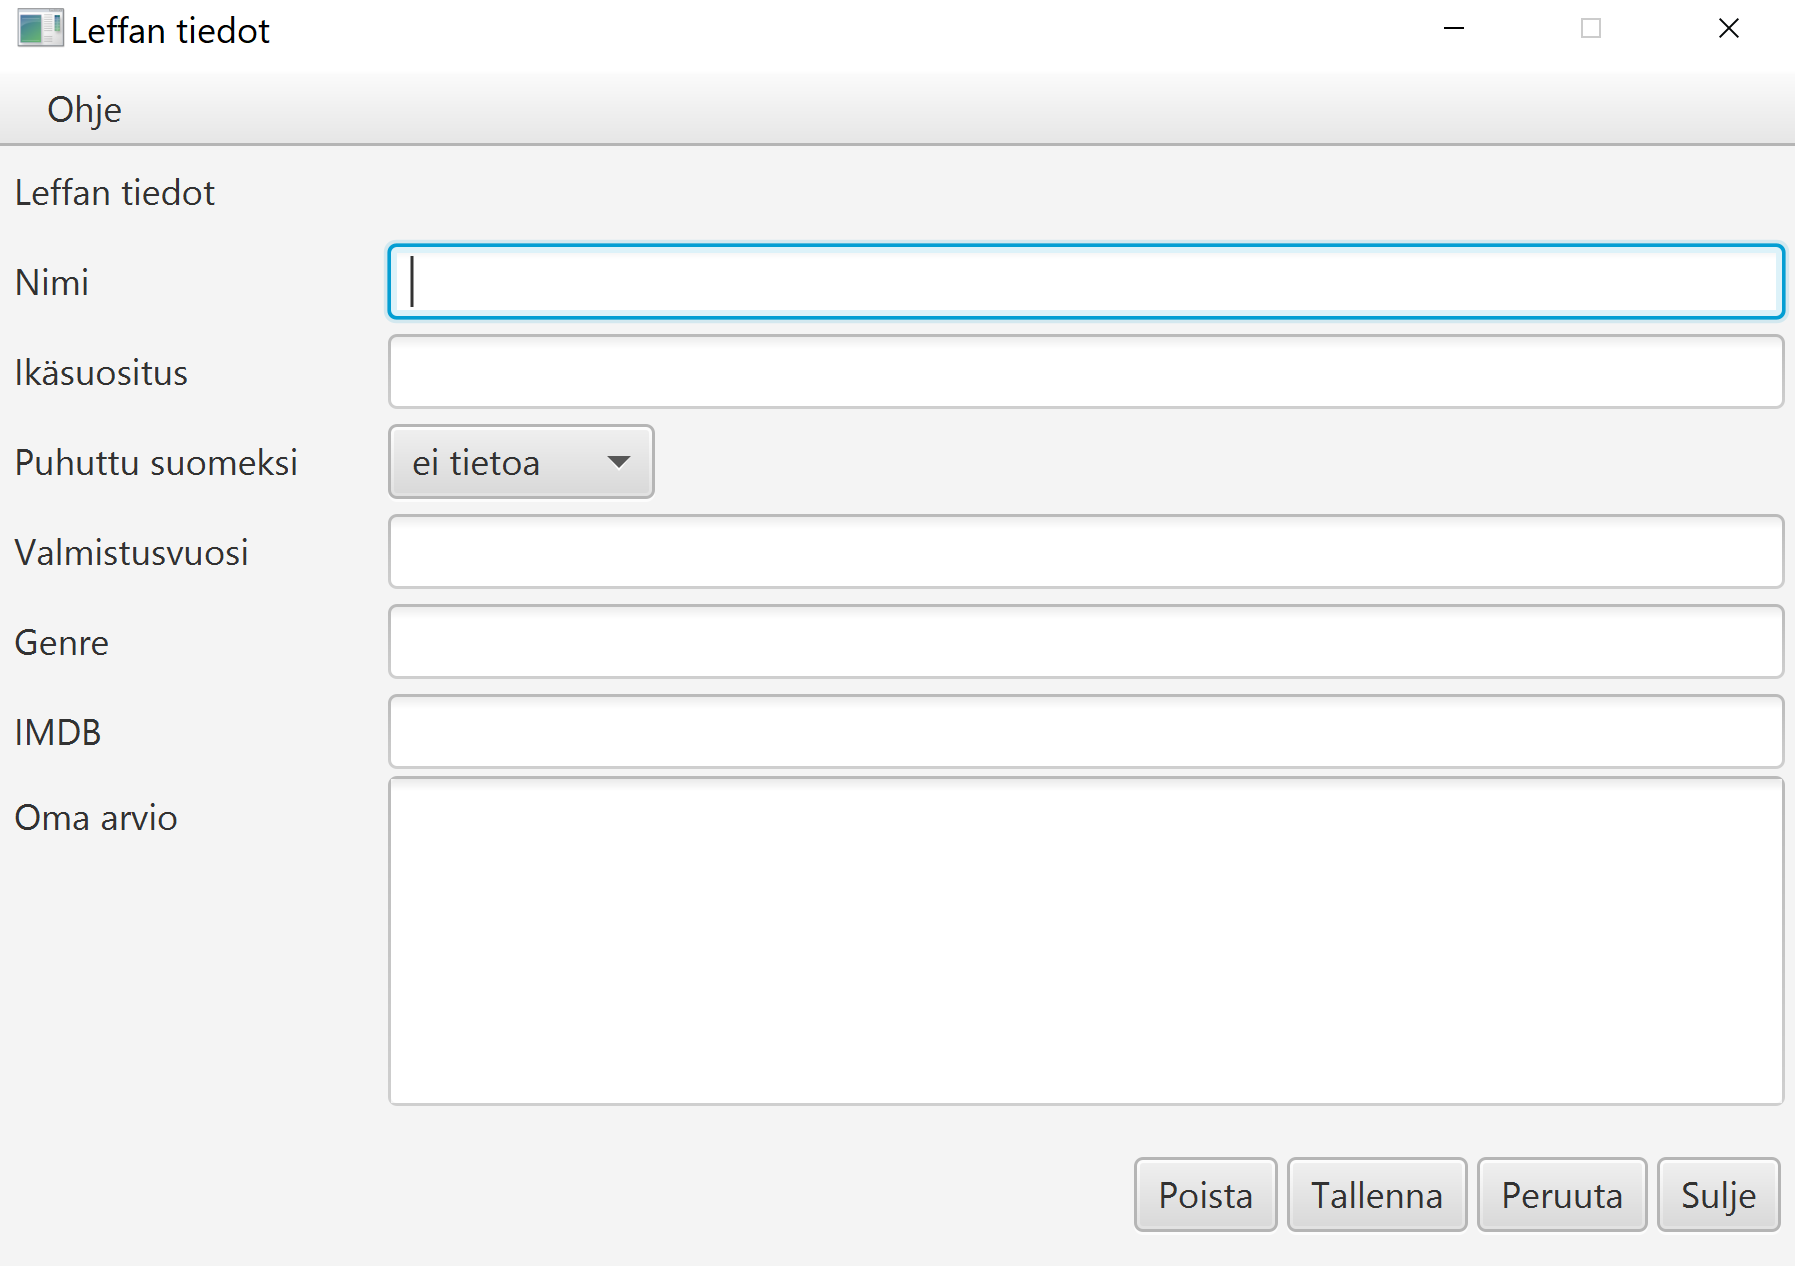 Leffan tiedot
Ohje
Leffan tiedot
Nimi
Ikäsuositus
Puhuttu suomeksi ei tietoa
Valmistusvuosi
Genre
IMDB
Oma arvio
Poista Tallenna Peruuta Sulje